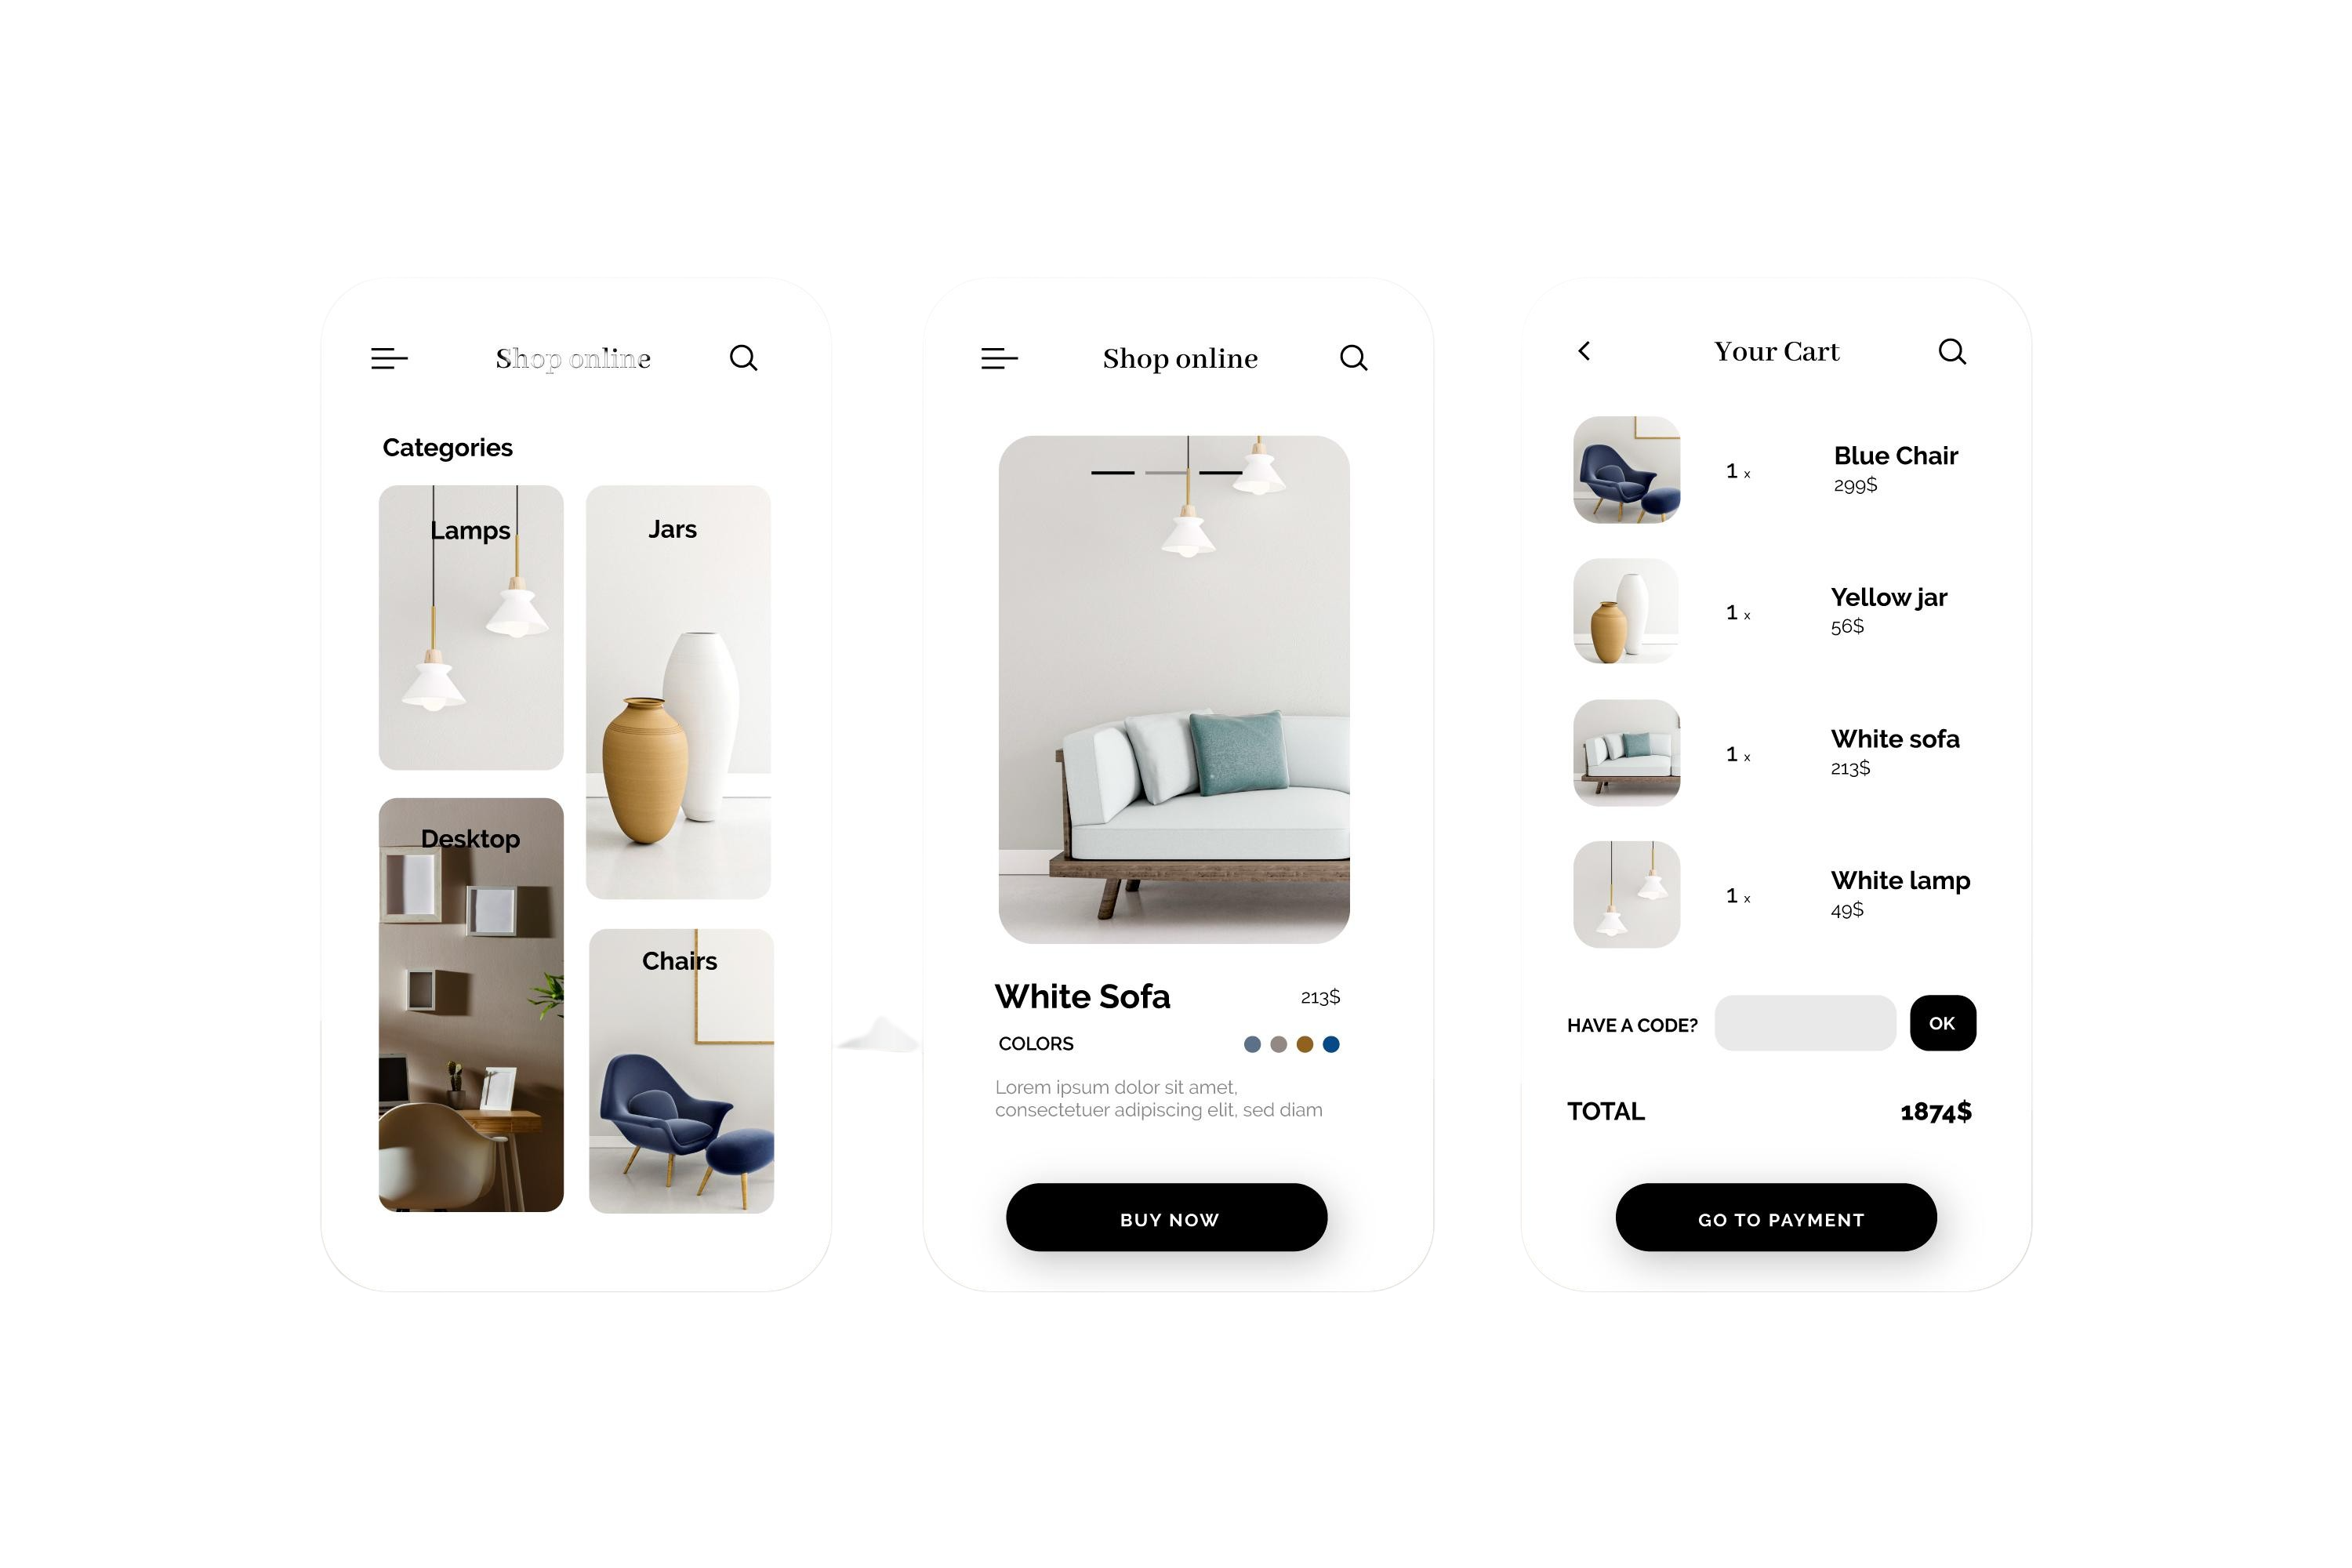 Shop online
Categories
Lamps
Jars
Desktop
Chairs
Shop online
White Sofa
213$
COLORS
Lorem ipsum dolor sit amet,
consectetuer adipiscing elit, sed diam
BUY NOW
Your Cart
1 x
Blue Chair
299$
1 x
Yellow jar
56$
1 x
White sofa
213$
1 x
White lamp
49$
HAVE A CODE?
OK
TOTAL
1874$
GO TO PAYMENT